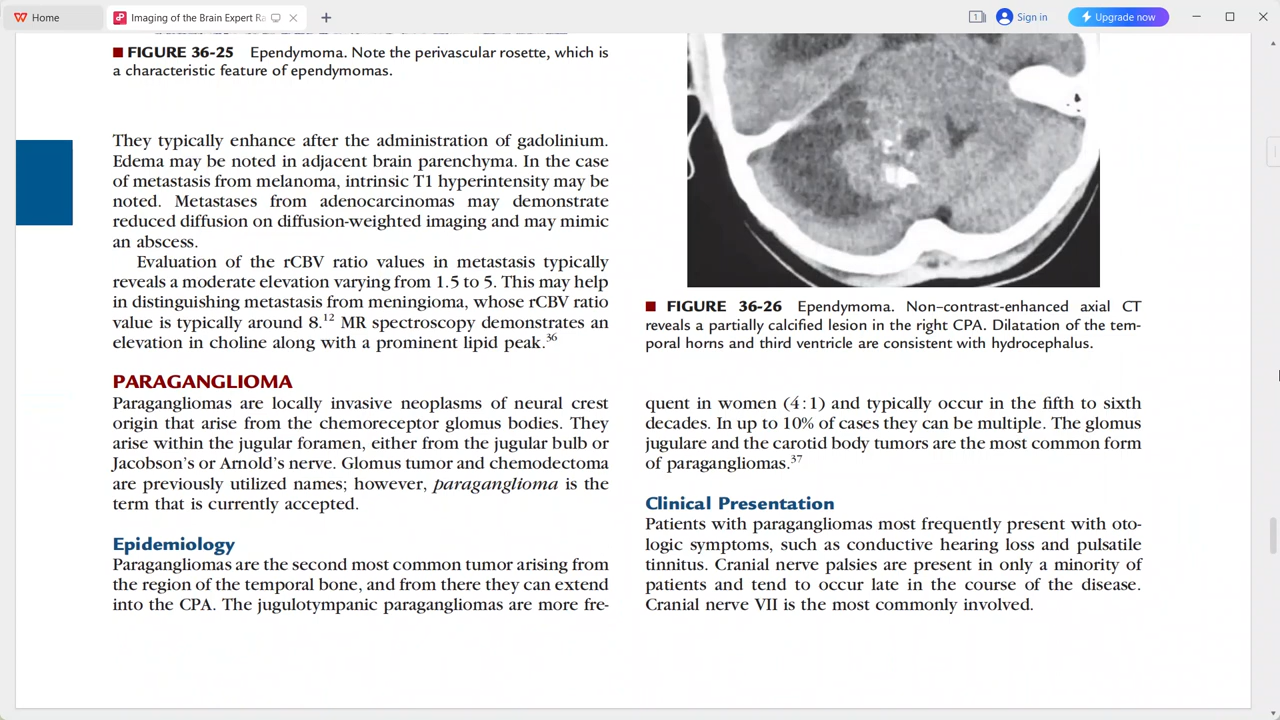 Home
Imaging of the Brain Expert Ra
Sign in
Upgrade now
FIGURE 36-25 Ependymoma. Note the perivascular rosette, which is
a characteristic feature of ependymomas.
They typically enhance after the administration of gadolinium.
Edema may be noted in adjacent brain parenchyma. In the case
of metastasis from melanoma, intrinsic T1 hyperintensity may be
noted. Metastases from adenocarcinomas may demonstrate
reduced diffusion on diffusion-weighted imaging and may mimic
an abscess.
Evaluation of the rCBV ratio values in metastasis typically
reveals a moderate elevation varying from 1.5 to 5. This may help
in distinguishing metastasis from meningioma, whose rCBV ratio
value is typically around 8.12 MR spectroscopy demonstrates an
elevation in choline along with a prominent lipid peak.36
PARAGANGLIOMA
Paragangliomas are locally invasive neoplasms of neural crest
origin that arise from the chemoreceptor glomus bodies. They
arise within the jugular foramen, either from the jugular bulb or
Jacobson's or Arnold's nerve. Glomus tumor and chemodectoma
are previously utilized names; however, paraganglioma is the
term that is currently accepted.
Epidemiology
Paragangliomas are the second most common tumor arising from
the region of the temporal bone, and from there they can extend
into the CPA. The jugulotympanic paragangliomas are more fre-
FIGURE 36-26 Ependymoma. Non–contrast-enhanced axial CT
reveals a partially calcified lesion in the right CPA. Dilatation of the tem-
poral horns and third ventricle are consistent with hydrocephalus.
quent in women (4:1) and typically occur in the fifth to sixth
decades. In up to 10% of cases they can be multiple. The glomus
jugulare and the carotid body tumors are the most common form
of paragangliomas.37
Clinical Presentation
Patients with paragangliomas most frequently present with oto-
logic symptoms, such as conductive hearing loss and pulsatile
tinnitus. Cranial nerve palsies are present in only a minority of
patients and tend to occur late in the course of the disease.
Cranial nerve VII is the most commonly involved.